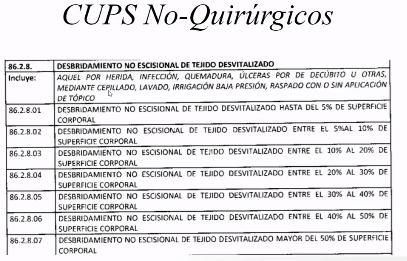 CUPS No-Quirúrgicos
86.2.8. DESBRIDAMIENTO NO ESCISIONAL DE TEJIDO DESVITALIZADO
Incluye: AQUEL POR HERIDA, INFECCIÓN, QUEMADURA, ÚLCERAS POR DE DECÚBITO U OTRAS,
MEDIANTE CEPILLADO, LAVADO, IRRIGACIÓN BAJA PRESIÓN, RASPADO CON O SIN APLICACIÓN
DE TÓPICO
86.2.8.01 DESBRIDAMIENTO NO ESCISIONAL DE TEJIDO DESVITALIZADO HASTA DEL 5% DE SUPERFICIE
CORPORAL
86.2.8.02 DESBRIDAMIENTO NO ESCISIONAL DE TEJIDO DESVITALIZADO ENTRE EL 5%AL 10% DE
SUPERFICIE CORPORAL
86.2.8.03 DESBRIDAMIENTO NO ESCISIONAL DE TEJIDO DESVITALIZADO ENTRE EL 10% AL 20% DE
SUPERFICIE CORPORAL
86.2.8.04 DESBRIDAMIENTO NO ESCISIONAL DE TEJIDO DESVITALIZADO ENTRE EL 20% AL 30% DE
SUPERFICIE CORPORAL
86.2.8.05 DESBRIDAMIENTO NO ESCISIONAL DE TEJIDO DESVITALIZADO ENTRE EL 30% AL 40% DE
SUPERFICIE CORPORAL
86.2.8.06 DESBRIDAMIENTO NO ESCISIONAL DE TEJIDO DESVITALIZADO ENTRE EL 40% AL 50% DE
SUPERFICIE CORPORAL
86.2.8.07 DESBRIDAMIENTO NO ESCISIONAL DE TEJIDO DESVITALIZADO MAYOR DEL 50% DE SUPERFICIE
CORPORAL